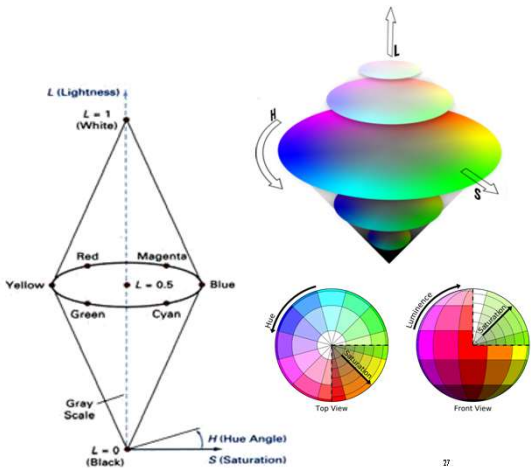 L (Lightness)
L = 1
(White)
Red
Magenta
Yellow
L = 0.5
Blue
Green
Cyan
Gray
Scale
L = 0
(Black)
H (Hue Angle)
S (Saturation)
L
H
S
Hue
Saturation
Top View
Luminence
Saturation
Front View
27